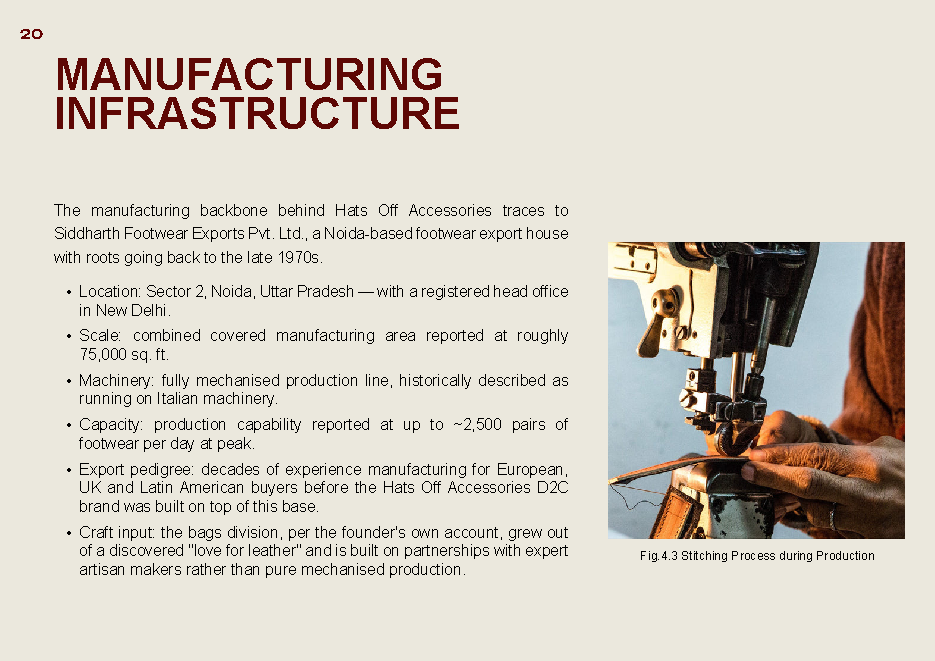 20
MANUFACTURING
INFRASTRUCTURE
The manufacturing backbone behind Hats Off Accessories traces to
Siddharth Footwear Exports Pvt. Ltd., a Noida-based footwear export house
with roots going back to the late 1970s.
• Location: Sector 2, Noida, Uttar Pradesh — with a registered head office
in New Delhi.
• Scale: combined covered manufacturing area reported at roughly
75,000 sq. ft.
• Machinery: fully mechanised production line, historically described as
running on Italian machinery.
• Capacity: production capability reported at up to ~2,500 pairs of
footwear per day at peak.
• Export pedigree: decades of experience manufacturing for European,
UK and Latin American buyers before the Hats Off Accessories D2C
brand was built on top of this base.
• Craft input: the bags division, per the founder's own account, grew out
of a discovered "love for leather" and is built on partnerships with expert
artisan makers rather than pure mechanised production.
Fig.4.3 Stitching Process during Production